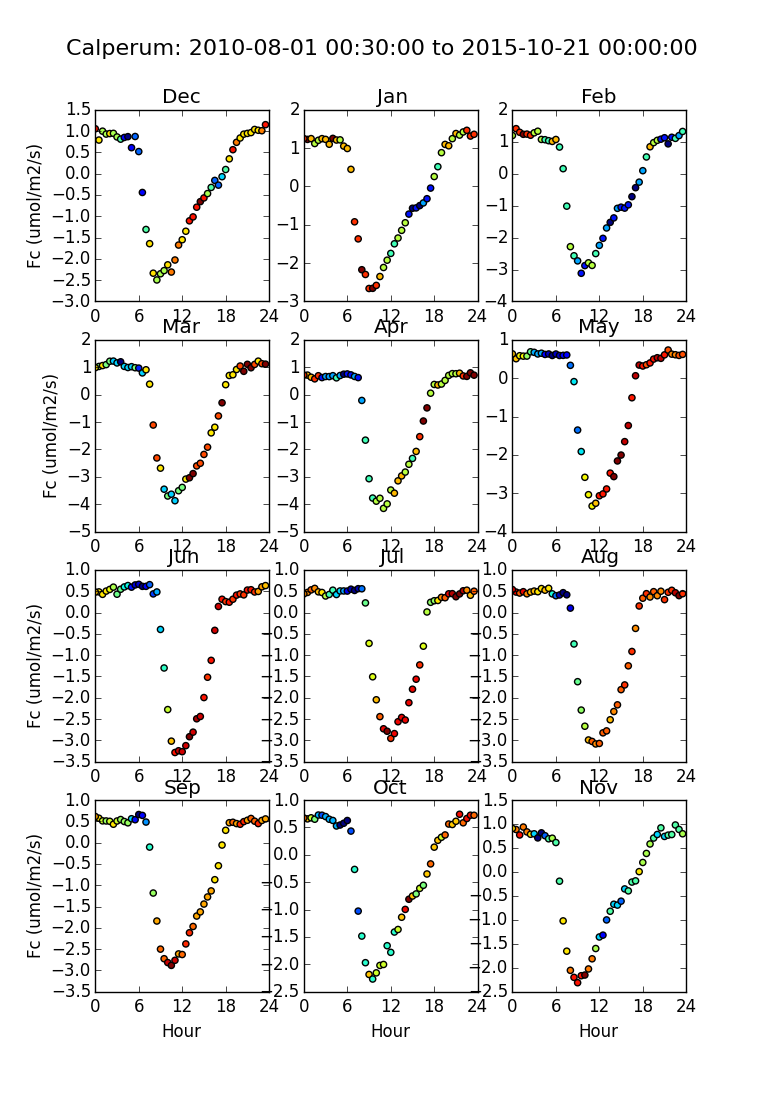 Calperum: 2010-08-01 00:30:00 to 2015-10-21 00:00:00
Dec Jan Feb
1.5 1.0 0.5 0.0 −0.5 −1.0 −1.5 −2.0 −2.5 −3.0
2 1 0 −1 −2 −3
2 1 0 −1 −2 −3 −4
Fc (umol/m2/s)
0 6 12 18 24 0 6 12 18 24 0 6 12 18 24
Mar Apr May
2 1 0 −1 −2 −3 −4 −5
2 1 0 −1 −2 −3 −4 −5
1 0 −1 −2 −3 −4
Fc (umol/m2/s)
0 6 12 18 24 0 6 12 18 24 0 6 12 18 24
Jun Jul Aug
1.0 0.5 0.0 −0.5 −1.0 −1.5 −2.0 −2.5 −3.0 −3.5
1.0 0.5 0.0 −0.5 −1.0 −1.5 −2.0 −2.5 −3.0 −3.5
1.0 0.5 0.0 −0.5 −1.0 −1.5 −2.0 −2.5 −3.0 −3.5
Fc (umol/m2/s)
0 6 12 18 24 0 6 12 18 24 0 6 12 18 24
Sep Oct Nov
1.0 0.5 0.0 −0.5 −1.0 −1.5 −2.0 −2.5 −3.0 −3.5
1.0 0.5 0.0 −0.5 −1.0 −1.5 −2.0 −2.5
1.5 1.0 0.5 0.0 −0.5 −1.0 −1.5 −2.0 −2.5
Fc (umol/m2/s)
0 6 12 18 24 0 6 12 18 24 0 6 12 18 24
Hour Hour Hour